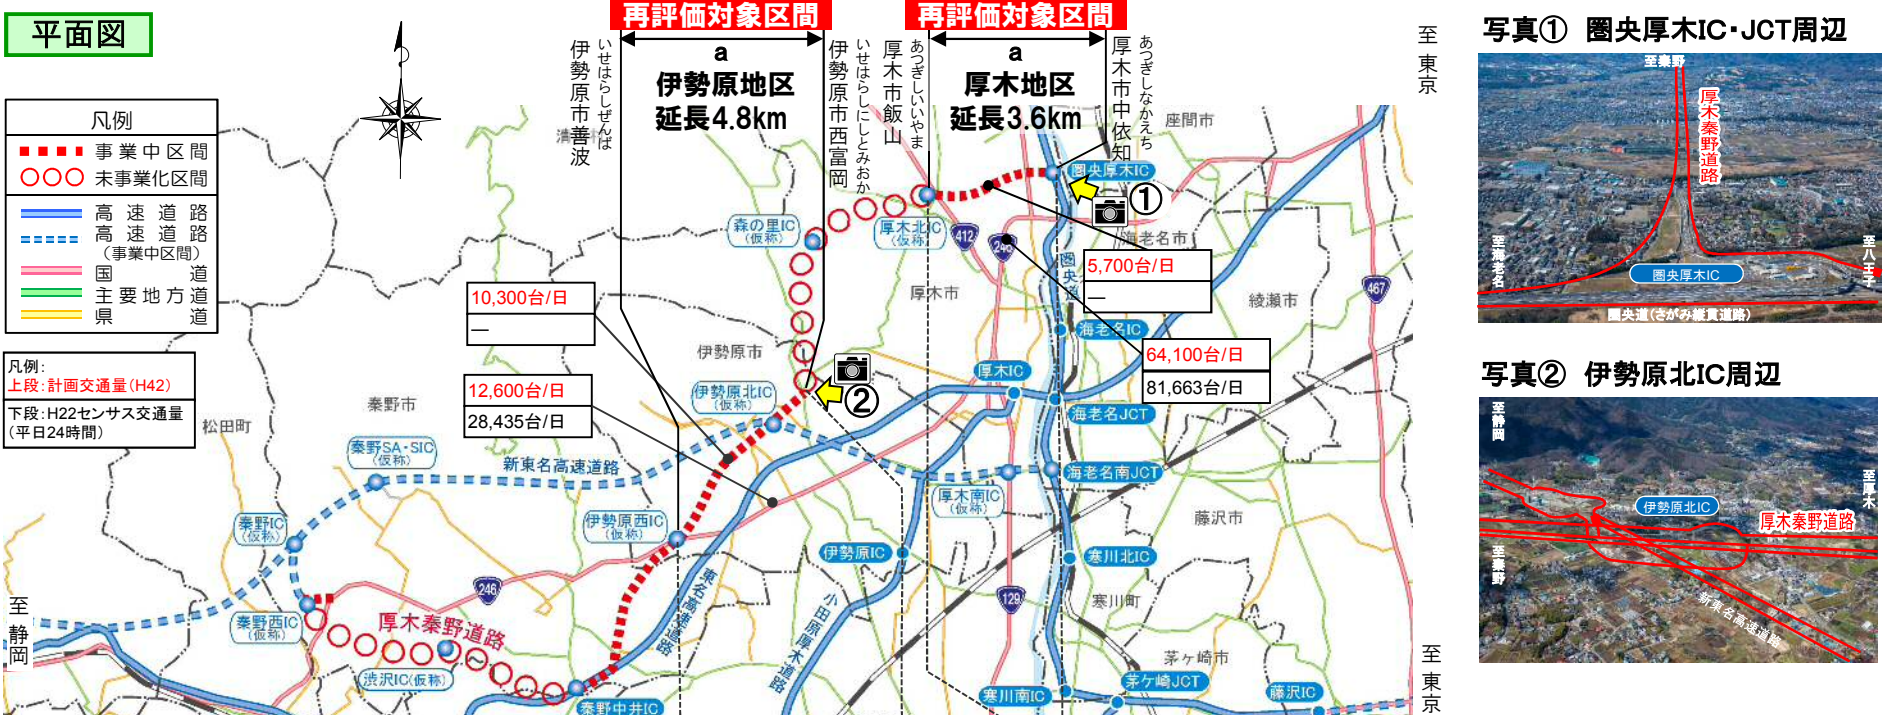 平面図
再評価対象区間
再評価対象区間
a
伊勢原地区
延長4.8km
a
厚木地区
延長3.6km
いせはらしぜんば
伊勢原市善波
いせはらしにしとみおか
伊勢原市西富岡
あつぎしいいやま
厚木市飯山
あつぎしなかえち
厚木市中依知
至 東京
凡例
事業中区間
未事業化区間
高速道路
高速道路
(事業中区間)
国道
主要地方道
県道
凡例:
上段:計画交通量(H42)
下段:H22センサス交通量
(平日24時間)
座間市
圏央厚木IC
①
森の里IC
(仮称)
厚木北IC
(仮称)
412
246
海老名市
圏央道
5,700台/日
―
10,300台/日
―
厚木市
綾瀬市
467
海老名IC
伊勢原市
64,100台/日
81,663台/日
12,600台/日
28,435台/日
厚木IC
②
伊勢原北IC
(仮称)
海老名JCT
秦野市
松田町
秦野SA・SIC
(仮称)
新東名高速道路
海老名南JCT
厚木南IC
(仮称)
藤沢市
秦野IC
(仮称)
伊勢原西IC
(仮称)
伊勢原IC
寒川北IC
246
東名高速道路
小田原厚木道路
129
寒川町
至 静岡
秦野西IC
(仮称)
厚木秦野道路
渋沢IC(仮称)
茅ヶ崎市
茅ケ崎JCT
寒川南IC
藤沢IC
秦野中井IC
至 東京
写真① 圏央厚木IC・JCT周辺
至秦野
厚木秦野道路
至海老名
至八王子
圏央厚木IC
圏央道(さがみ縦貫道路)
写真② 伊勢原北IC周辺
至静岡
至厚木
伊勢原北IC
厚木秦野道路
至秦野
新東名高速道路